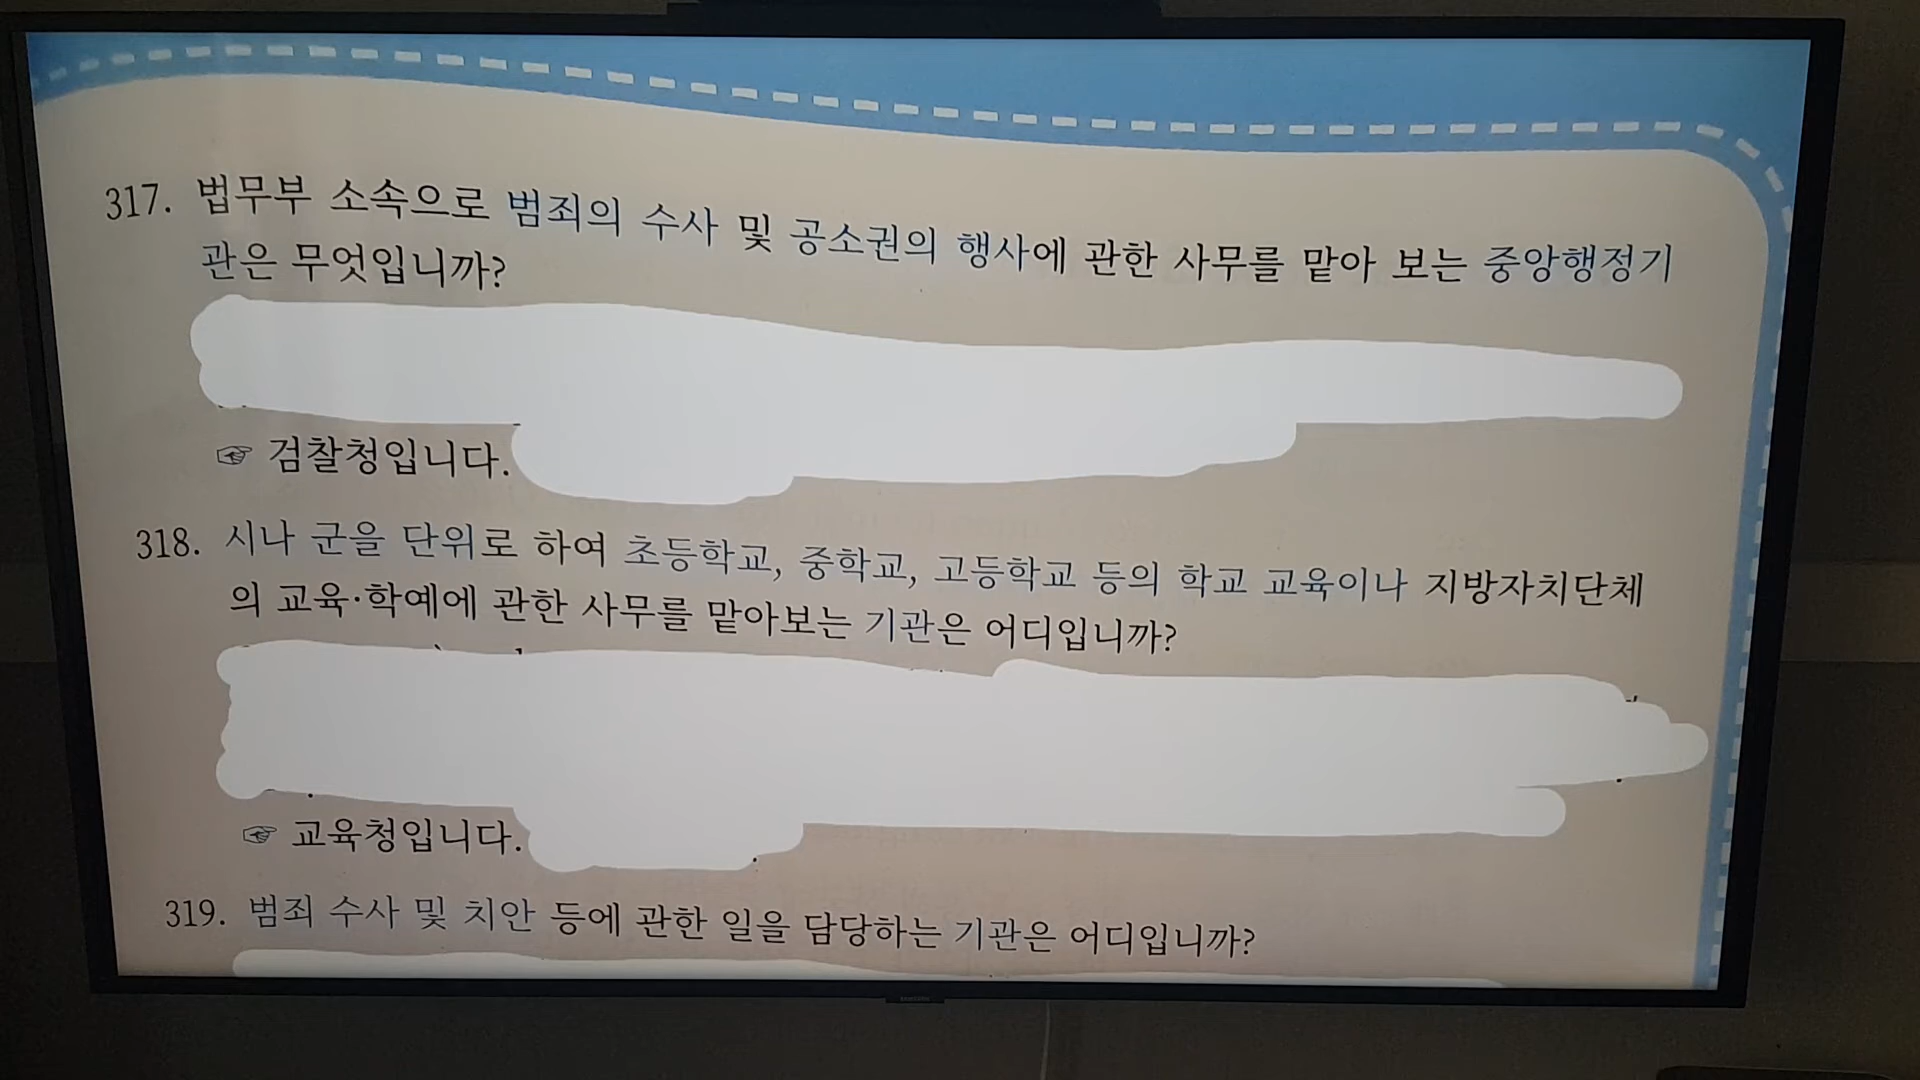 317. 법무부 소속으로 범죄의 수사 및 공소권의 행사에 관한 사무를 맡아 보는 중앙행정기
관은 무엇입니까?
☞ 검찰청입니다.
318. 시나 군을 단위로 하여 초등학교, 중학교, 고등학교 등의 학교 교육이나 지방자치단체
의 교육·학예에 관한 사무를 맡아보는 기관은 어디입니까?
☞ 교육청입니다.
319. 범죄 수사 및 치안 등에 관한 일을 담당하는 기관은 어디입니까?